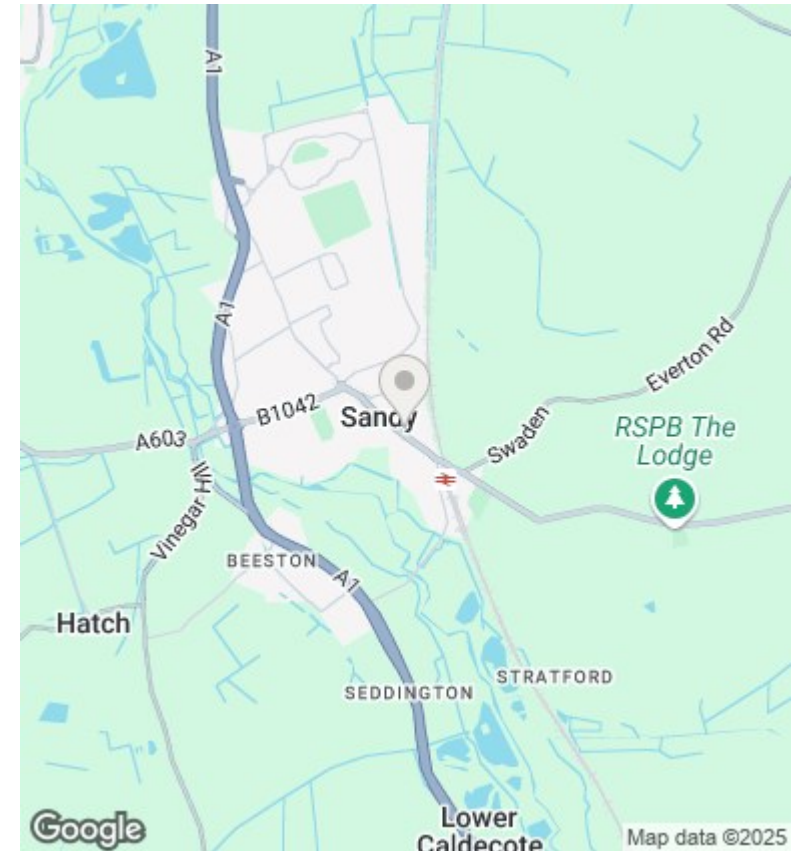 A1
A1
Everton Rd
B1042
Sandy
Swaden
RSPB The
Lodge
A603
Vinegar Hill
BEESTON
A1
Hatch
STRATFORD
SEDDINGTON
Lower
Caldecote
Google
Map data ©2025